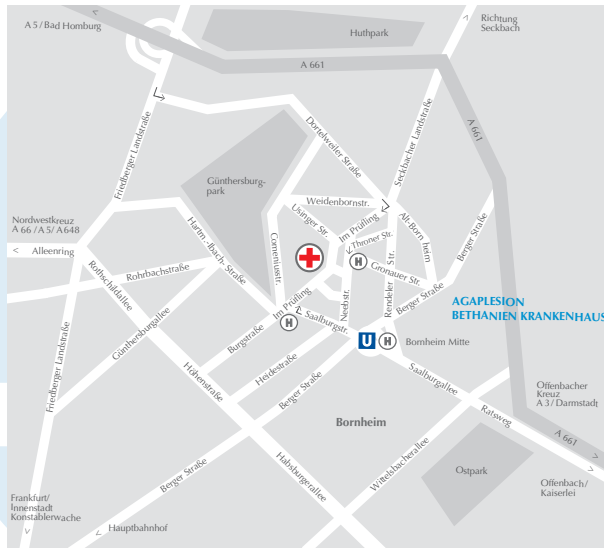 A 5 / Bad Homburg
Richtung
Seckbach
Huthpark
A 661
A 661
Friedberger Landstraße
Dortelweiler Straße
Seckbacher Landstraße
Günthersburg-
park
Weidenbornstr.
Usinger Str.
Im Prüfling
Throner Str.
Alt-Bornheim
Berger Straße
Nordwestkreuz
A 66 / A 5 / A 648
Alleenring
Hartm.-Ibach.-Straße
Comeniusstr.
H
Gronauer Str.
Rohrbachstraße
Rothschildallee
Günthersburgallee
Im Prüfling
Neebstr.
Rendeler Str.
Berger Straße
AGAPLESION
BETHANIEN KRANKENHAUS
H
Saalburgstr.
Burgstraße
U
H
Bornheim Mitte
Friedberger Landstraße
Höhenstraße
Heidestraße
Berger Straße
Saalburgallee
Offenbacher
Kreuz
A 3 / Darmstadt
Ratsweg
A 661
Bornheim
Wittelsbacherallee
Habsburgerallee
Berger Straße
Ostpark
Offenbach/
Kaiserlei
Frankfurt/
Innenstadt
Konstablerwache
Hauptbahnhof